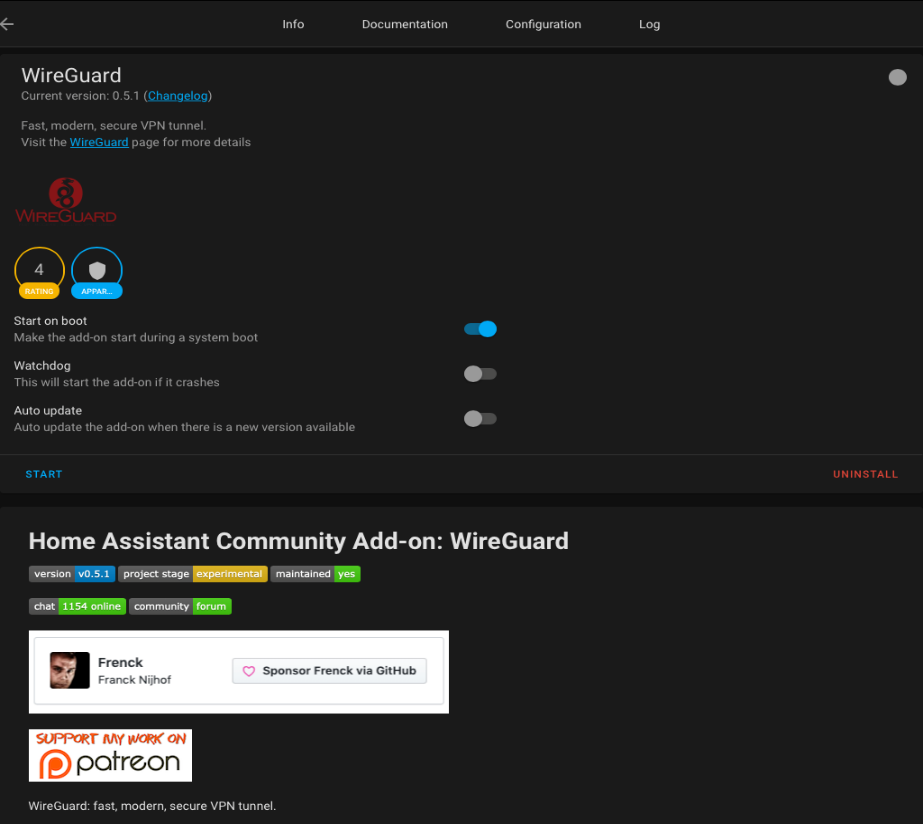 Info Documentation Configuration Log
WireGuard
Current version: 0.5.1 (Changelog)
Fast, modern, secure VPN tunnel.
Visit the WireGuard page for more details
WIREGUARD
4
RATING APPAR...
Start on boot
Make the add-on start during a system boot
Watchdog
This will start the add-on if it crashes
Auto update
Auto update the add-on when there is a new version available
START UNINSTALL
Home Assistant Community Add-on: WireGuard
version v0.5.1 project stage experimental maintained yes
chat 1154 online community forum
Frenck
Franck Nijhof
Sponsor Frenck via GitHub
SUPPORT MY WORK ON
patreon
WireGuard: fast, modern, secure VPN tunnel.